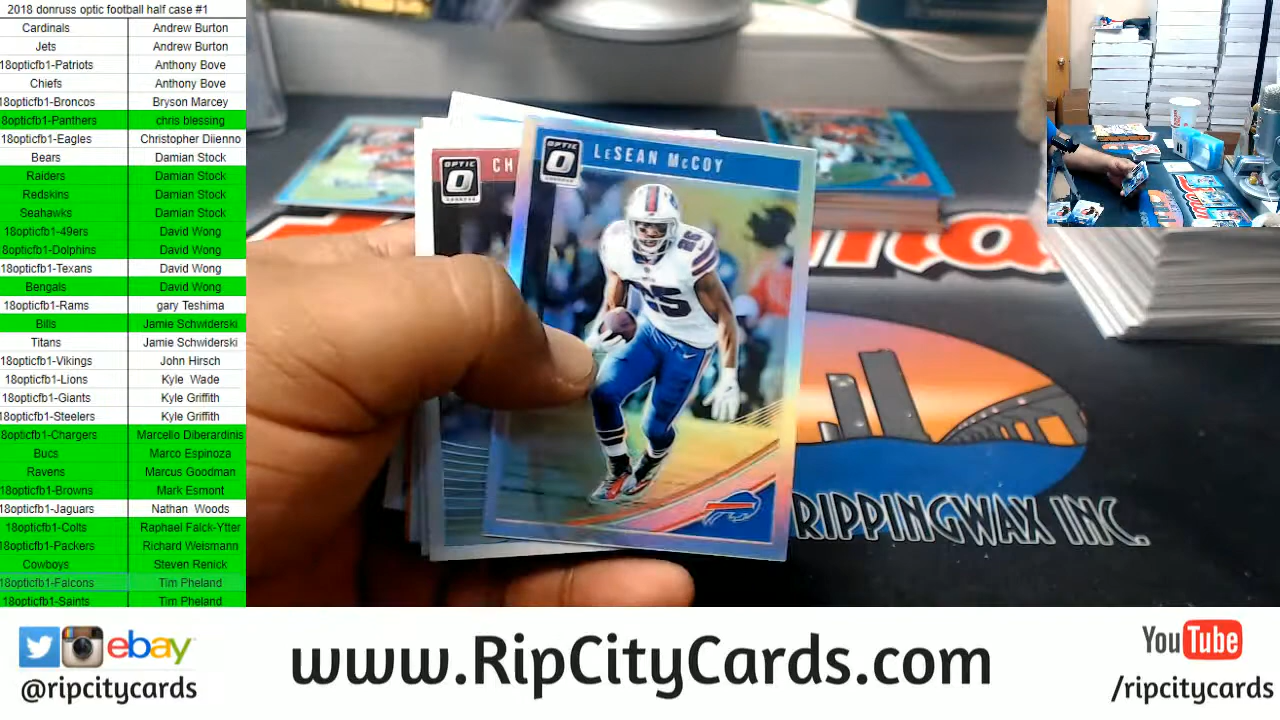 2018 donruss optic football half case #1
Cardinals Andrew Burton
Jets Andrew Burton
18opticfb1-Patriots Anthony Bove
Chiefs Anthony Bove
18opticfb1-Broncos Bryson Marcey
8opticfb1-Panthers chris blessing
18opticfb1-Eagles Christopher Diienno
Bears Damian Stock
Raiders Damian Stock
Redskins Damian Stock
Seahawks Damian Stock
18opticfb1-49ers David Wong
18opticfb1-Dolphins David Wong
18opticfb1-Texans David Wong
Bengals David Wong
18opticfb1-Rams gary Teshima
Bills Jamie Schwiderski
Titans Jamie Schwiderski
18opticfb1-Vikings John Hirsch
18opticfb1-Lions Kyle Wade
18opticfb1-Giants Kyle Griffith
18opticfb1-Steelers Kyle Griffith
8opticfb1-Chargers Marcello Diberardinis
Bucs Marco Espinoza
Ravens Marcus Goodman
18opticfb1-Browns Mark Esmont
18opticfb1-Jaguars Nathan Woods
18opticfb1-Colts Raphael Falck-Ytter
18opticfb1-Packers Richard Weismann
Cowboys Steven Renick
18opticfb1-Falcons Tim Pheland
18opticfb1-Saints Tim Pheland
OPTIC
CH
OPTIC
DONRUSS
LESEAN MCCOY
25
RIPPINGWAX INC.
ebay
@ripcitycards
www.RipCityCards.com
YouTube
/ripcitycards